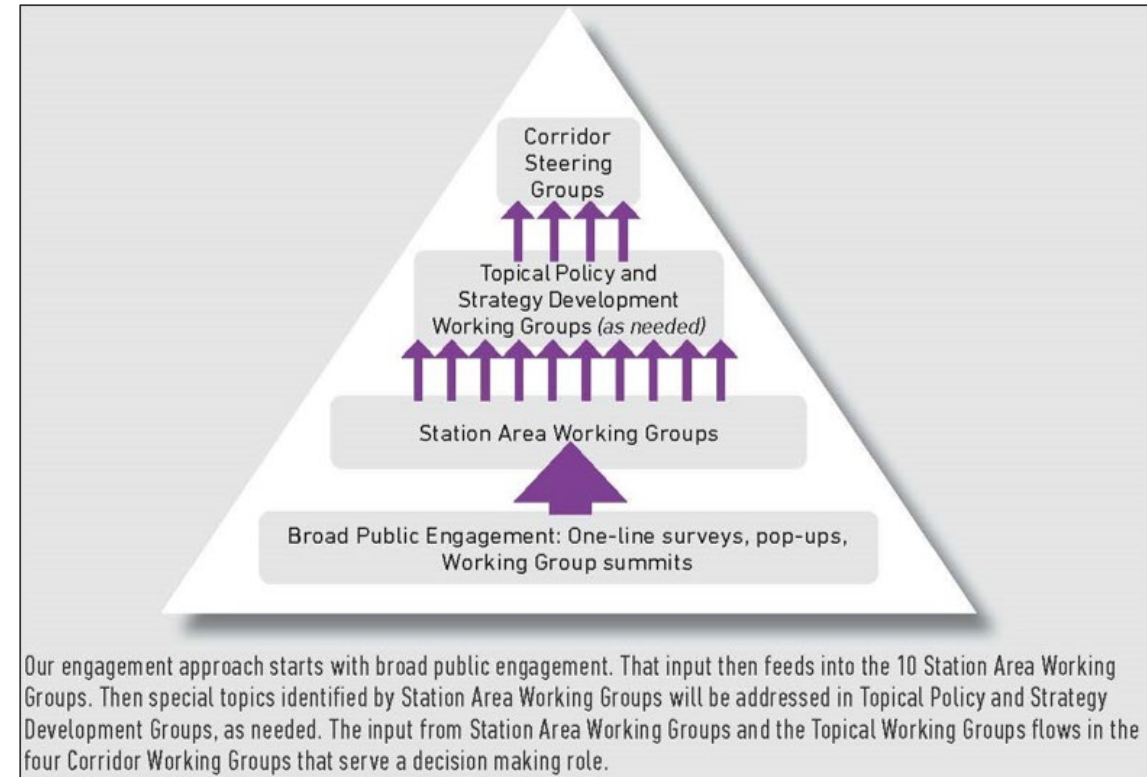 Corridor
Steering
Groups
Topical Policy and
Strategy Development
Working Groups (as needed)
Station Area Working Groups
Broad Public Engagement: One-line surveys, pop-ups,
Working Group summits
Our engagement approach starts with broad public engagement. That input then feeds into the 10 Station Area Working
Groups. Then special topics identified by Station Area Working Groups will be addressed in Topical Policy and Strategy
Development Groups, as needed. The input from Station Area Working Groups and the Topical Working Groups flows in the
four Corridor Working Groups that serve a decision making role.